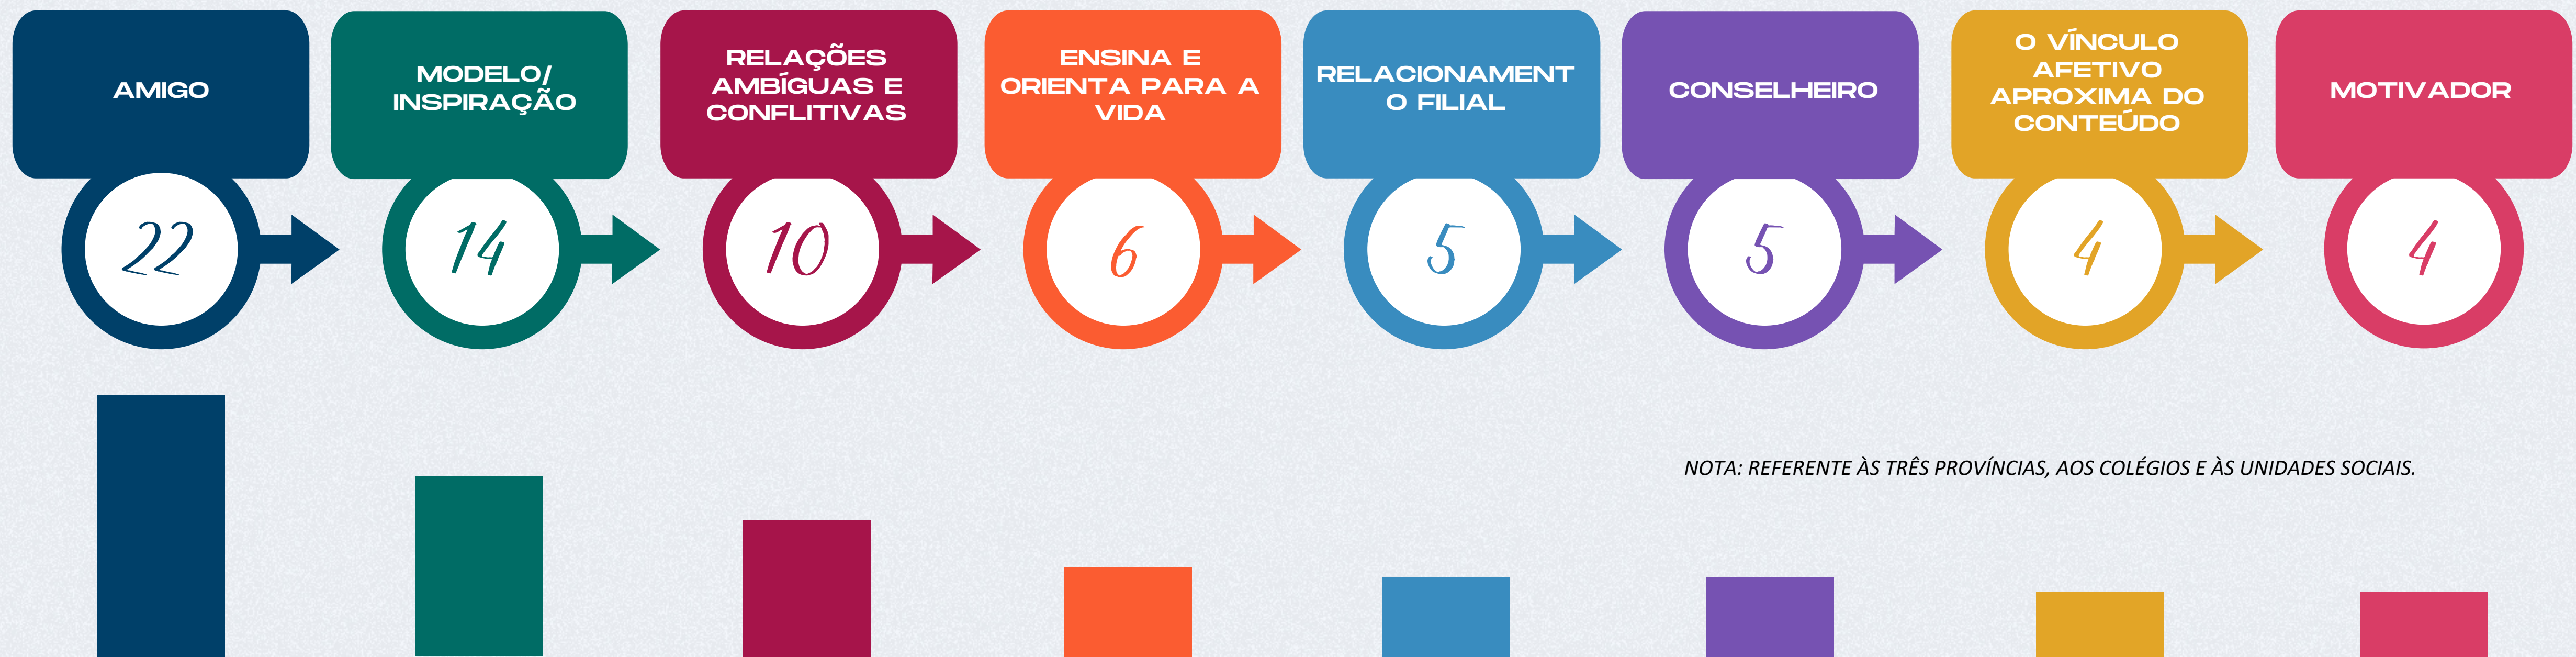 AMIGO
MODELO/
INSPIRAÇÃO
RELAÇÕES
AMBÍGUAS E
CONFLITIVAS
ENSINA E
ORIENTA PARA A
VIDA
RELACIONAMENT
O FILIAL
CONSELHEIRO
O VÍNCULO
AFETIVO
APROXIMA DO
CONTEÚDO
MOTIVADOR
22
14
10
6
5
5
4
4
NOTA: REFERENTE ÀS TRÊS PROVÍNCIAS, AOS COLÉGIOS E ÀS UNIDADES SOCIAIS.